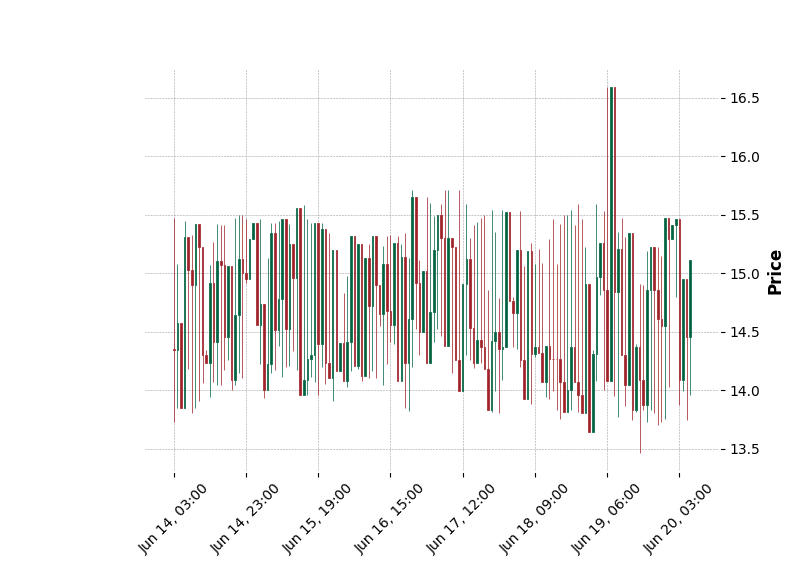 16.5
16.0
15.5
15.0
14.5
14.0
13.5
Price
Jun 14, 03:00
Jun 14, 23:00
Jun 15, 19:00
Jun 16, 15:00
Jun 17, 12:00
Jun 18, 09:00
Jun 19, 06:00
Jun 20, 03:00